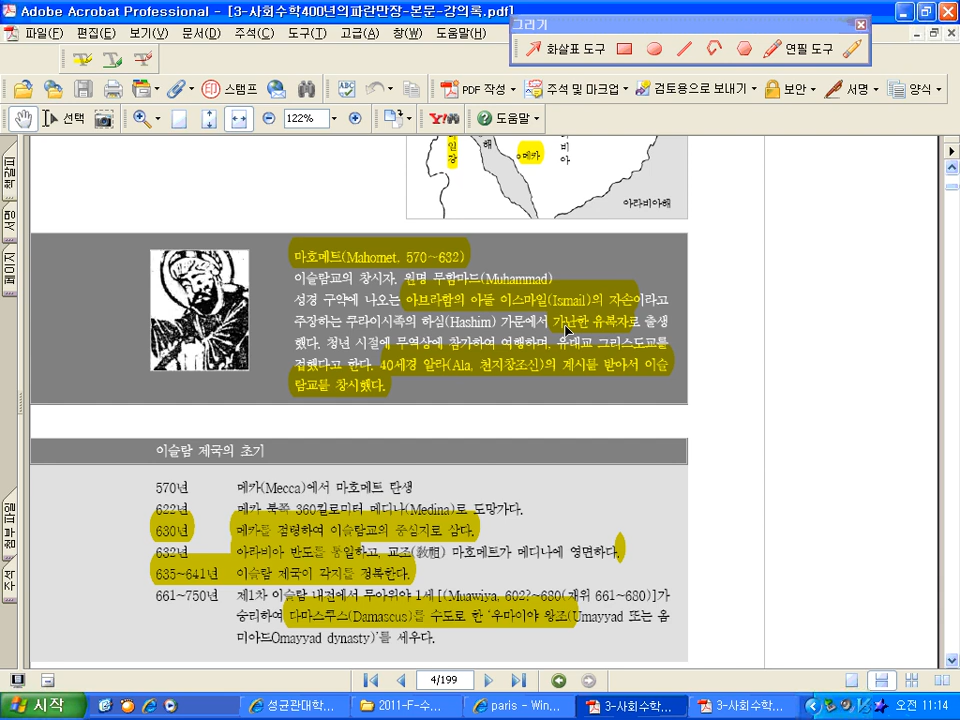 Adobe Acrobat Professional - [3-사회수학400년의파란만장-본문-강의록.pdf]
그리기
파일(F) 편집(E) 보기(V) 문서(D) 주석(C) 도구(T) 고급(A) 창(W) 도움말(H)
화살표 도구 연필 도구
스탬프 PDF 작성 주석 및 마크업 검토용으로 보내기 보안 서명 양식
선택 122% Y! 도움말
책갈피
서명
페이지
첨부 파일
주석
일
장
해
메카
비
아
아라비아해
마호메트(Mahomet, 570~632)
이슬람교의 창시자. 원명 무함마드(Muhammad)
성경 구약에 나오는 아브라함의 아들 이스마일(Ismail)의 자손이라고
주장하는 쿠라이시족의 하심(Hashim) 가문에서 가난한 유복자로 출생
했다. 청년 시절에 무역상에 참가하여 여행하며, 유대교 그리스도교를
접했다고 한다. 40세경 알라(Ala, 천지창조신)의 계시를 받아서 이슬
람교를 창시했다.
이슬람 제국의 초기
570년 메카(Mecca)에서 마호메트 탄생
622년 메카 북쪽 360킬로미터 메디나(Medina)로 도망가다.
630년 메카를 점령하여 이슬람교의 중심지로 삼다.
632년 아라비아 반도를 통일하고, 교조(敎祖) 마호메트가 메디나에 영면하다.
635~641년 이슬람 제국이 각지를 정복한다.
661~750년 제1차 이슬람 내전에서 무아위야 1세 [(Muawiya, 602?~680(재위 661~680)]가
승리하여 다마스쿠스(Damascus)를 수도로 한 '우마이야 왕조(Umayyad 또는 옴
미아드Omayyad dynasty)'를 세우다.
4/199
시작 성균관대학... 2011-F-수... paris - Win... 3-사회수학... 3-사회수학... 오전 11:14